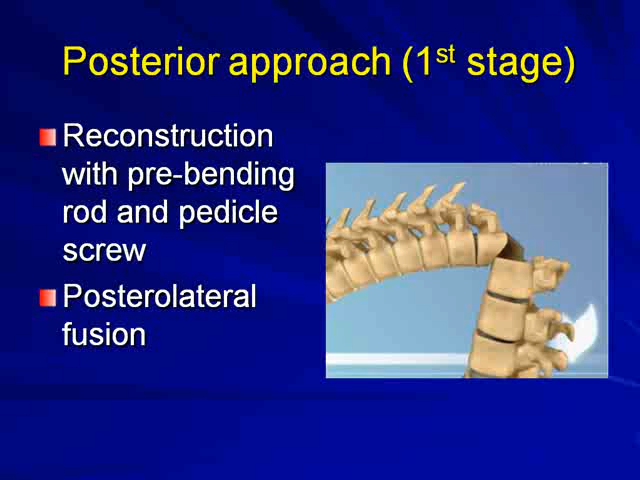 Posterior approach (1st stage)
Reconstruction
with pre-bending
rod and pedicle
screw
Posterolateral
fusion